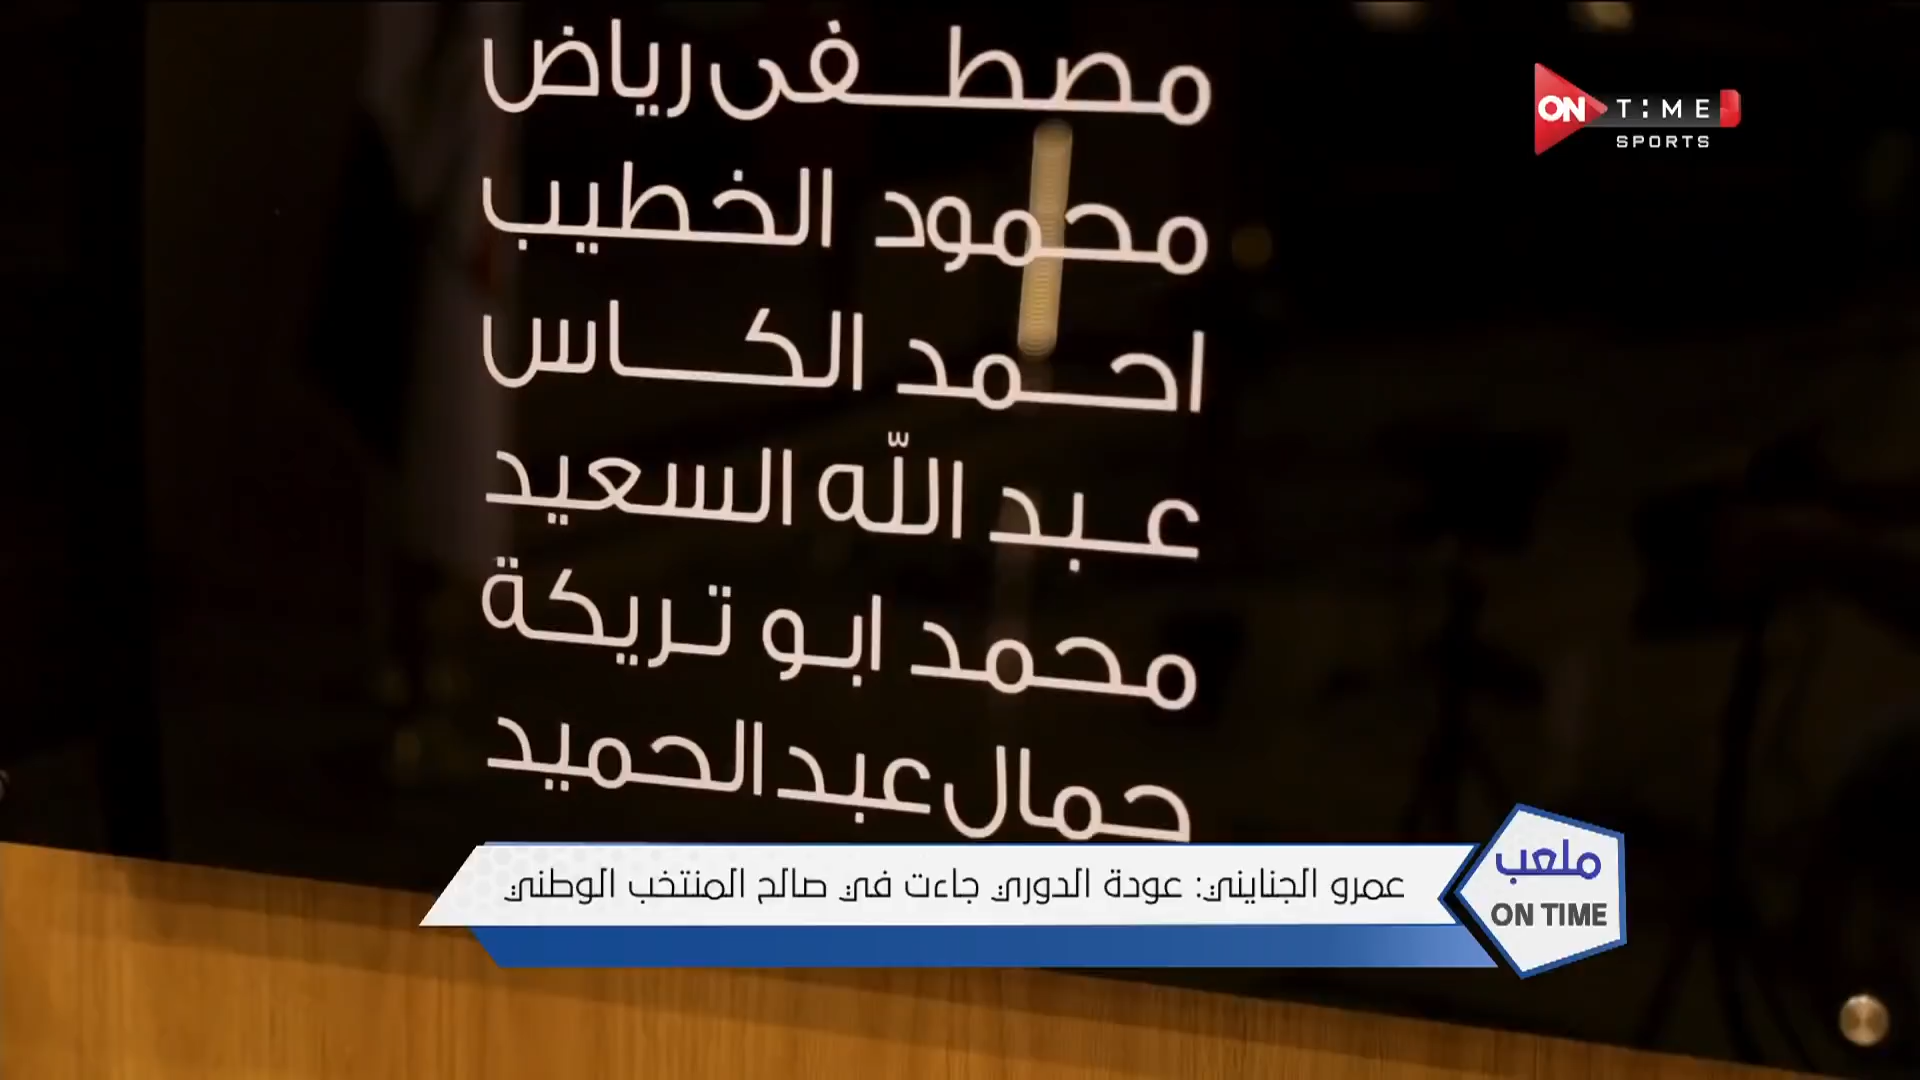 مصطفى رياض
ON TIME
SPORTS
محمود الخطيب
احمد الكاس
عبد الله السعيد
محمد ابو تريكة
جمال عبد الحميد
عمرو الجنايني: عودة الدوري جاءت في صالح المنتخب الوطني
ملعب
ON TIME